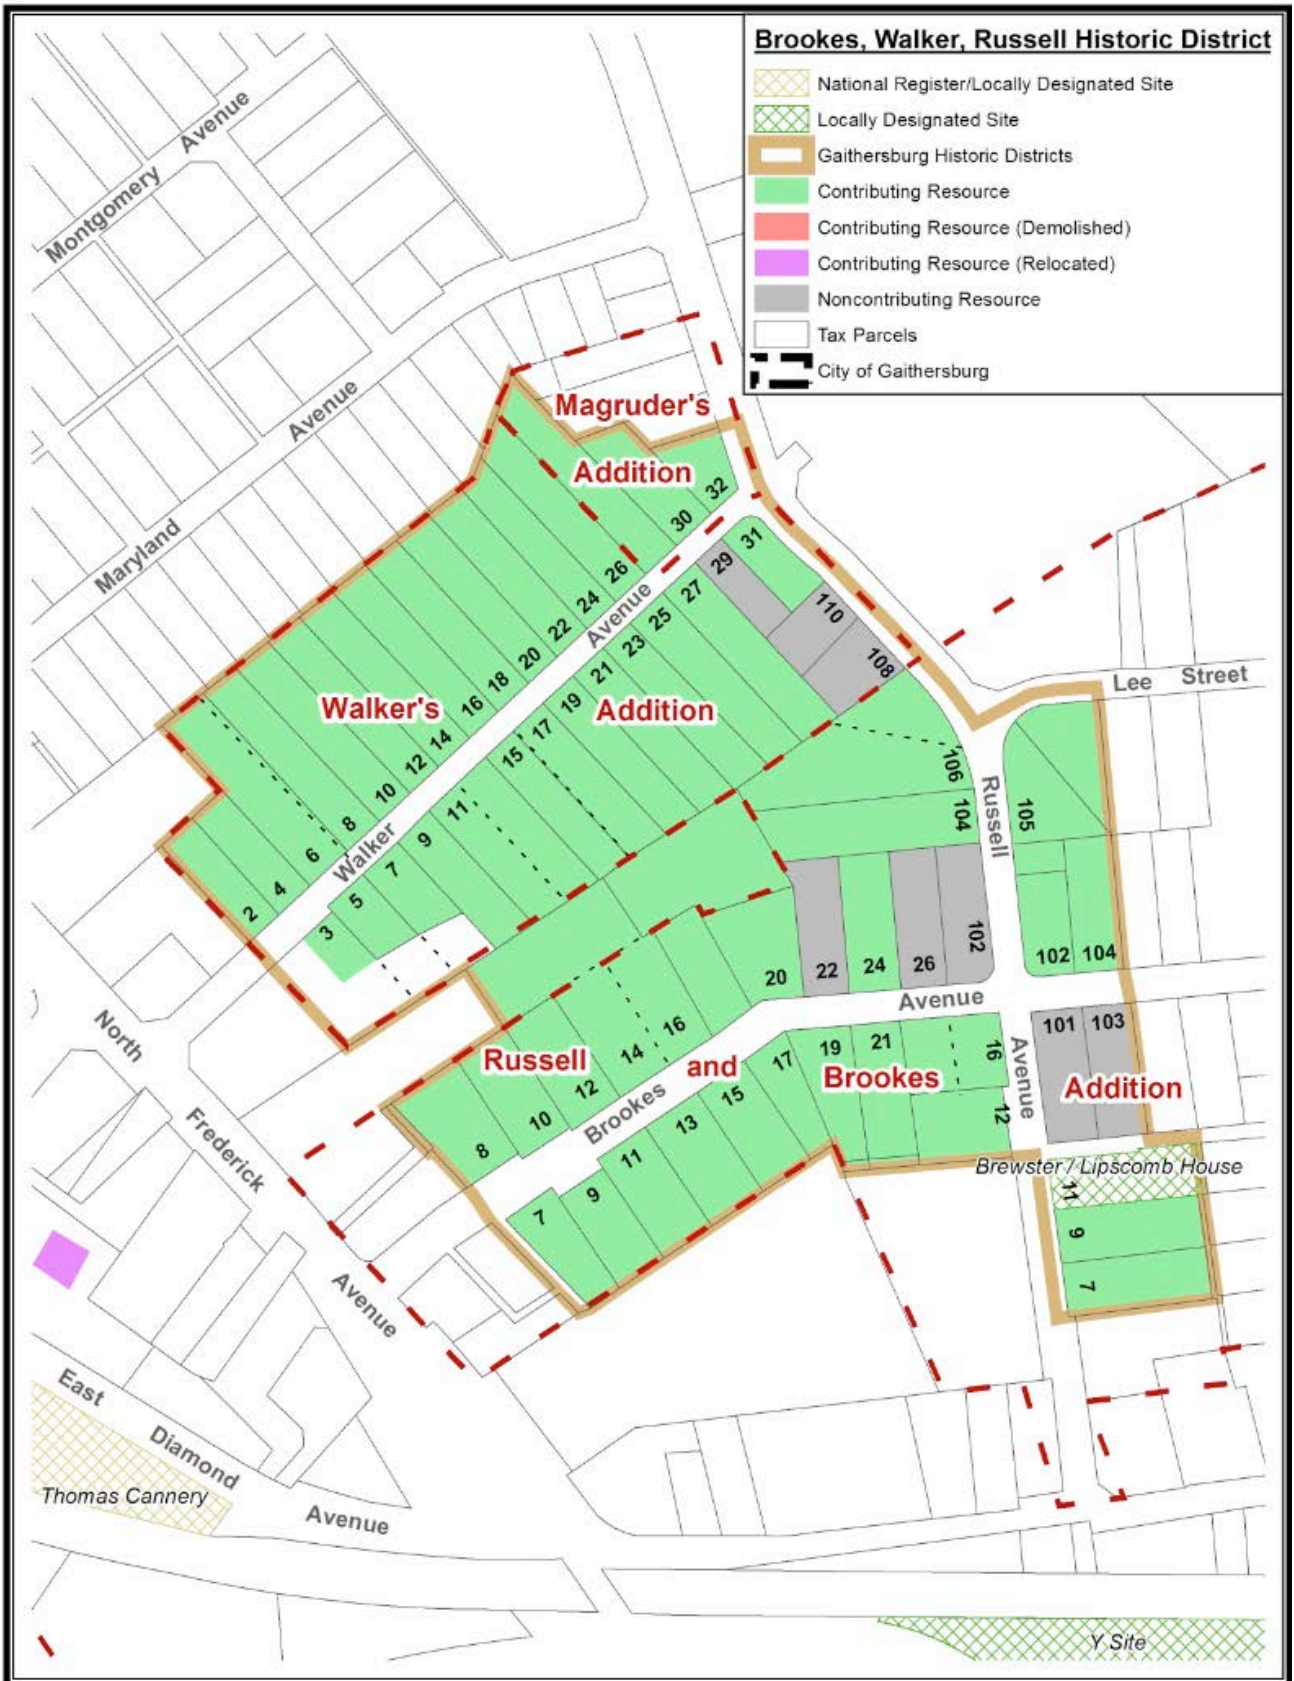 Brookes, Walker, Russell Historic District
National Register/Locally Designated Site
Locally Designated Site
Gaithersburg Historic Districts
Contributing Resource
Contributing Resource (Demolished)
Contributing Resource (Relocated)
Noncontributing Resource
Tax Parcels
City of Gaithersburg
Montgomery Avenue
Maryland Avenue
Magruder's
Addition
32
30
26
24
22
20
18
16
14
12
10
8
6
4
2
Walker Avenue
Walker's
Addition
31
29
27
25
23
21
19
17
15
11
9
7
5
3
110
108
106
104
102
Lee Street
Russell Avenue
105
102
104
20
22
24
26
Brookes Avenue
Russell
and
Brookes
Addition
16
14
12
10
8
7
9
11
13
15
17
19
21
16
12
101
103
Brewster / Lipscomb House
11
9
7
North Frederick Avenue
East Diamond Avenue
Thomas Cannery
Y Site